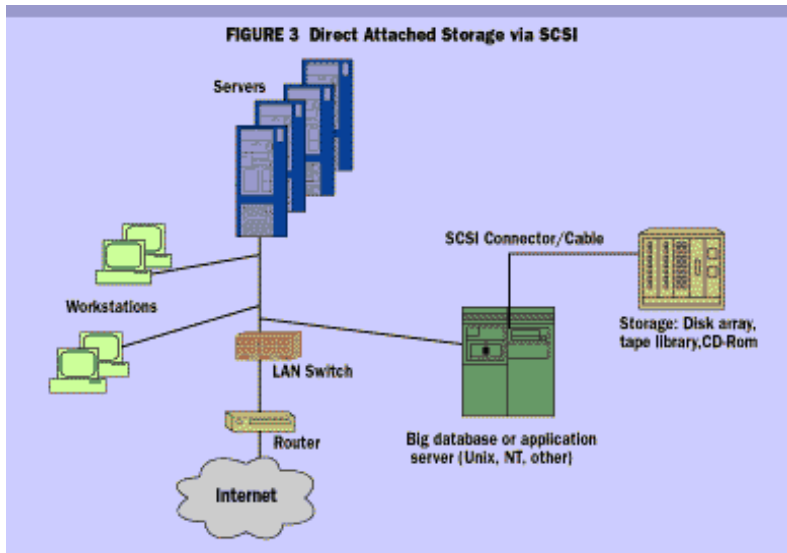 FIGURE 3 Direct Attached Storage via SCSI
Servers
SCSI Connector/Cable
Workstations
Storage: Disk array,
tape library,CD-Rom
LAN Switch
Router
Big database or application
server (Unix, NT, other)
Internet